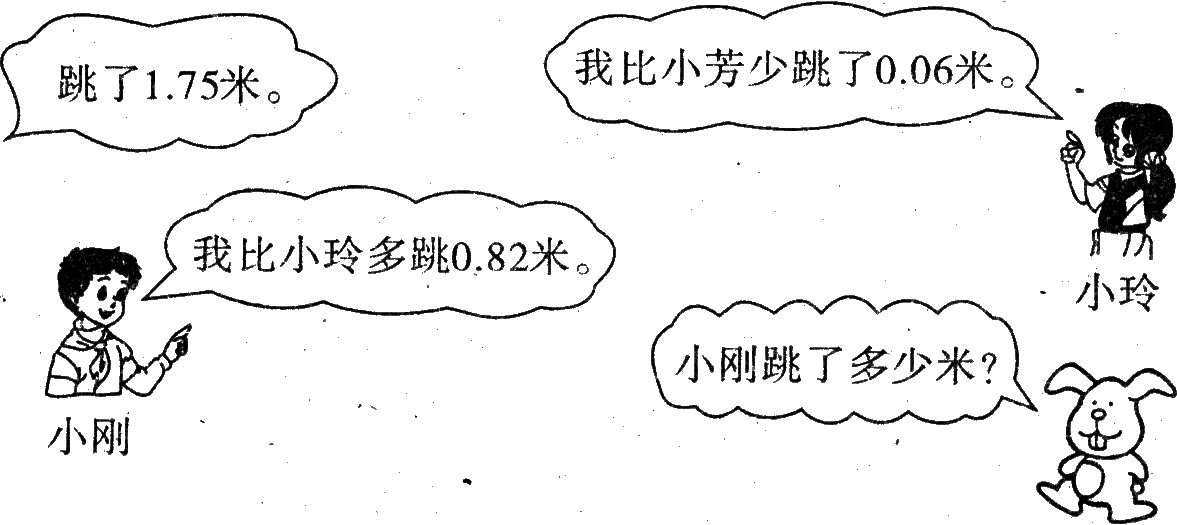 跳了1.75米。
我比小芳少跳了0.06米。
我比小玲多跳0.82米。
小玲
小刚跳了多少米?
小刚